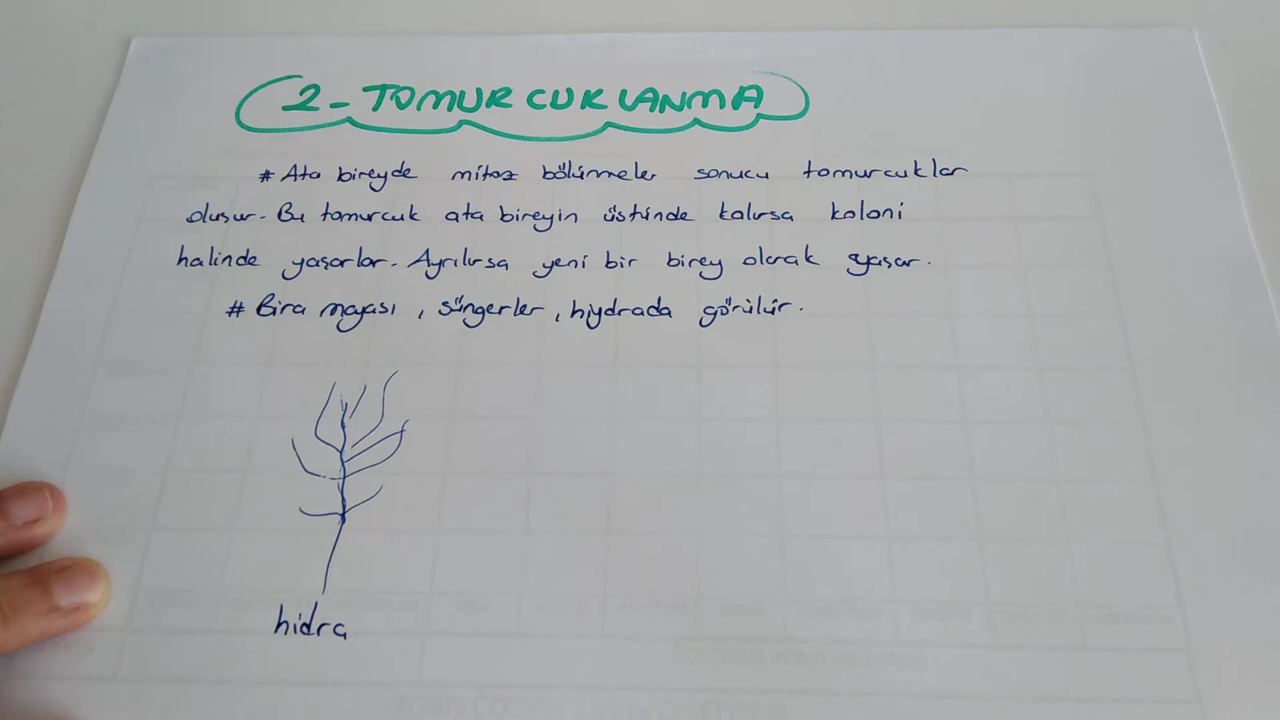 2- TOMURCUKLANMA
# Ata bireyde mitoz bölünmeler sonucu tomurcuklar
oluşur. Bu tomurcuk ata bireyin üstünde kalırsa koloni
halinde yaşarlar. Ayrılırsa yeni bir birey olarak yaşar.
# Bira mayası, süngerler, hiydrada görülür.
hidra